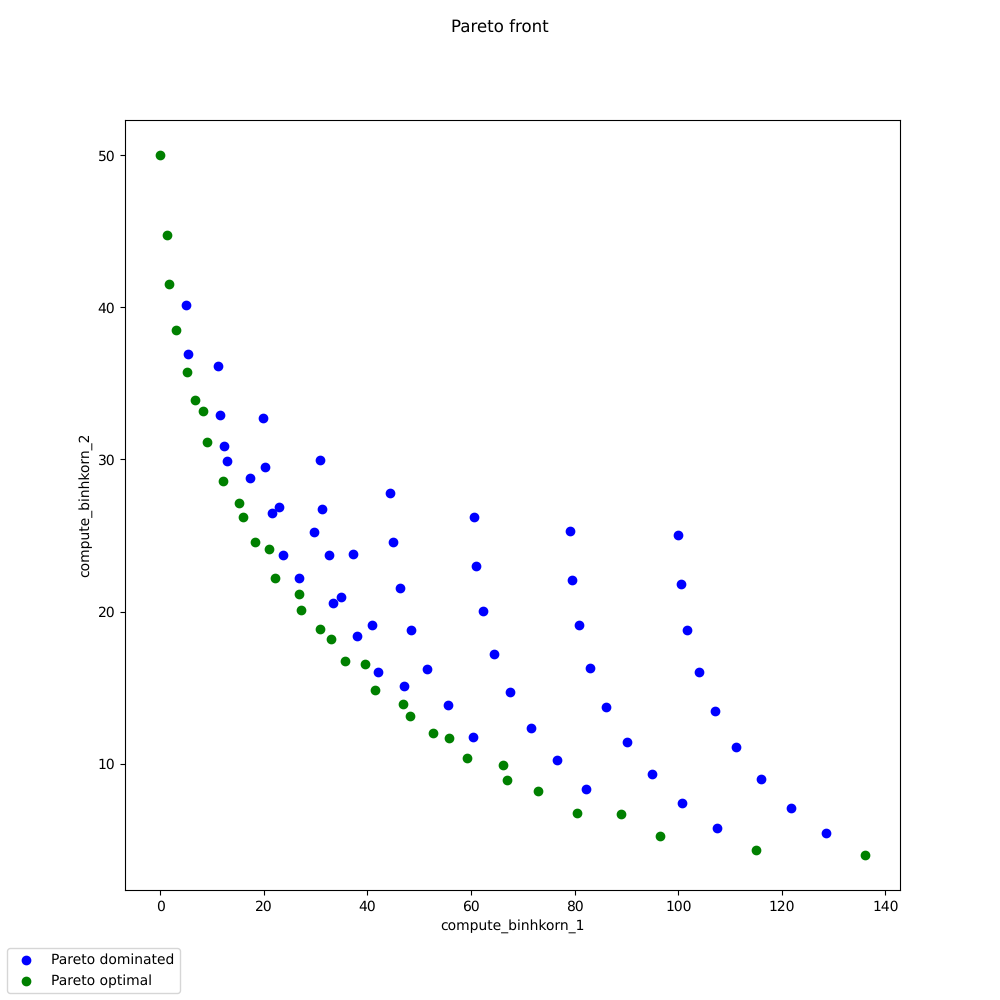 Pareto front
50
40
30
20
10
compute_binhkorn_2
0 20 40 60 80 100 120 140
compute_binhkorn_1
Pareto dominated
Pareto optimal